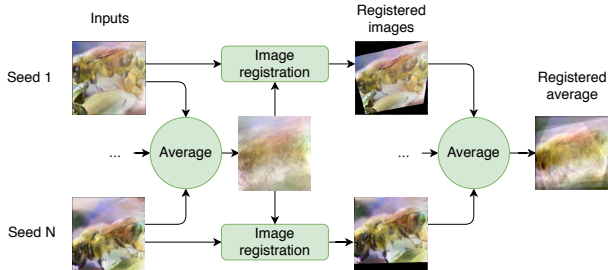 Inputs
Registered
images
Seed 1
Image
registration
Registered
average
...
Average
...
Average
Seed N
Image
registration